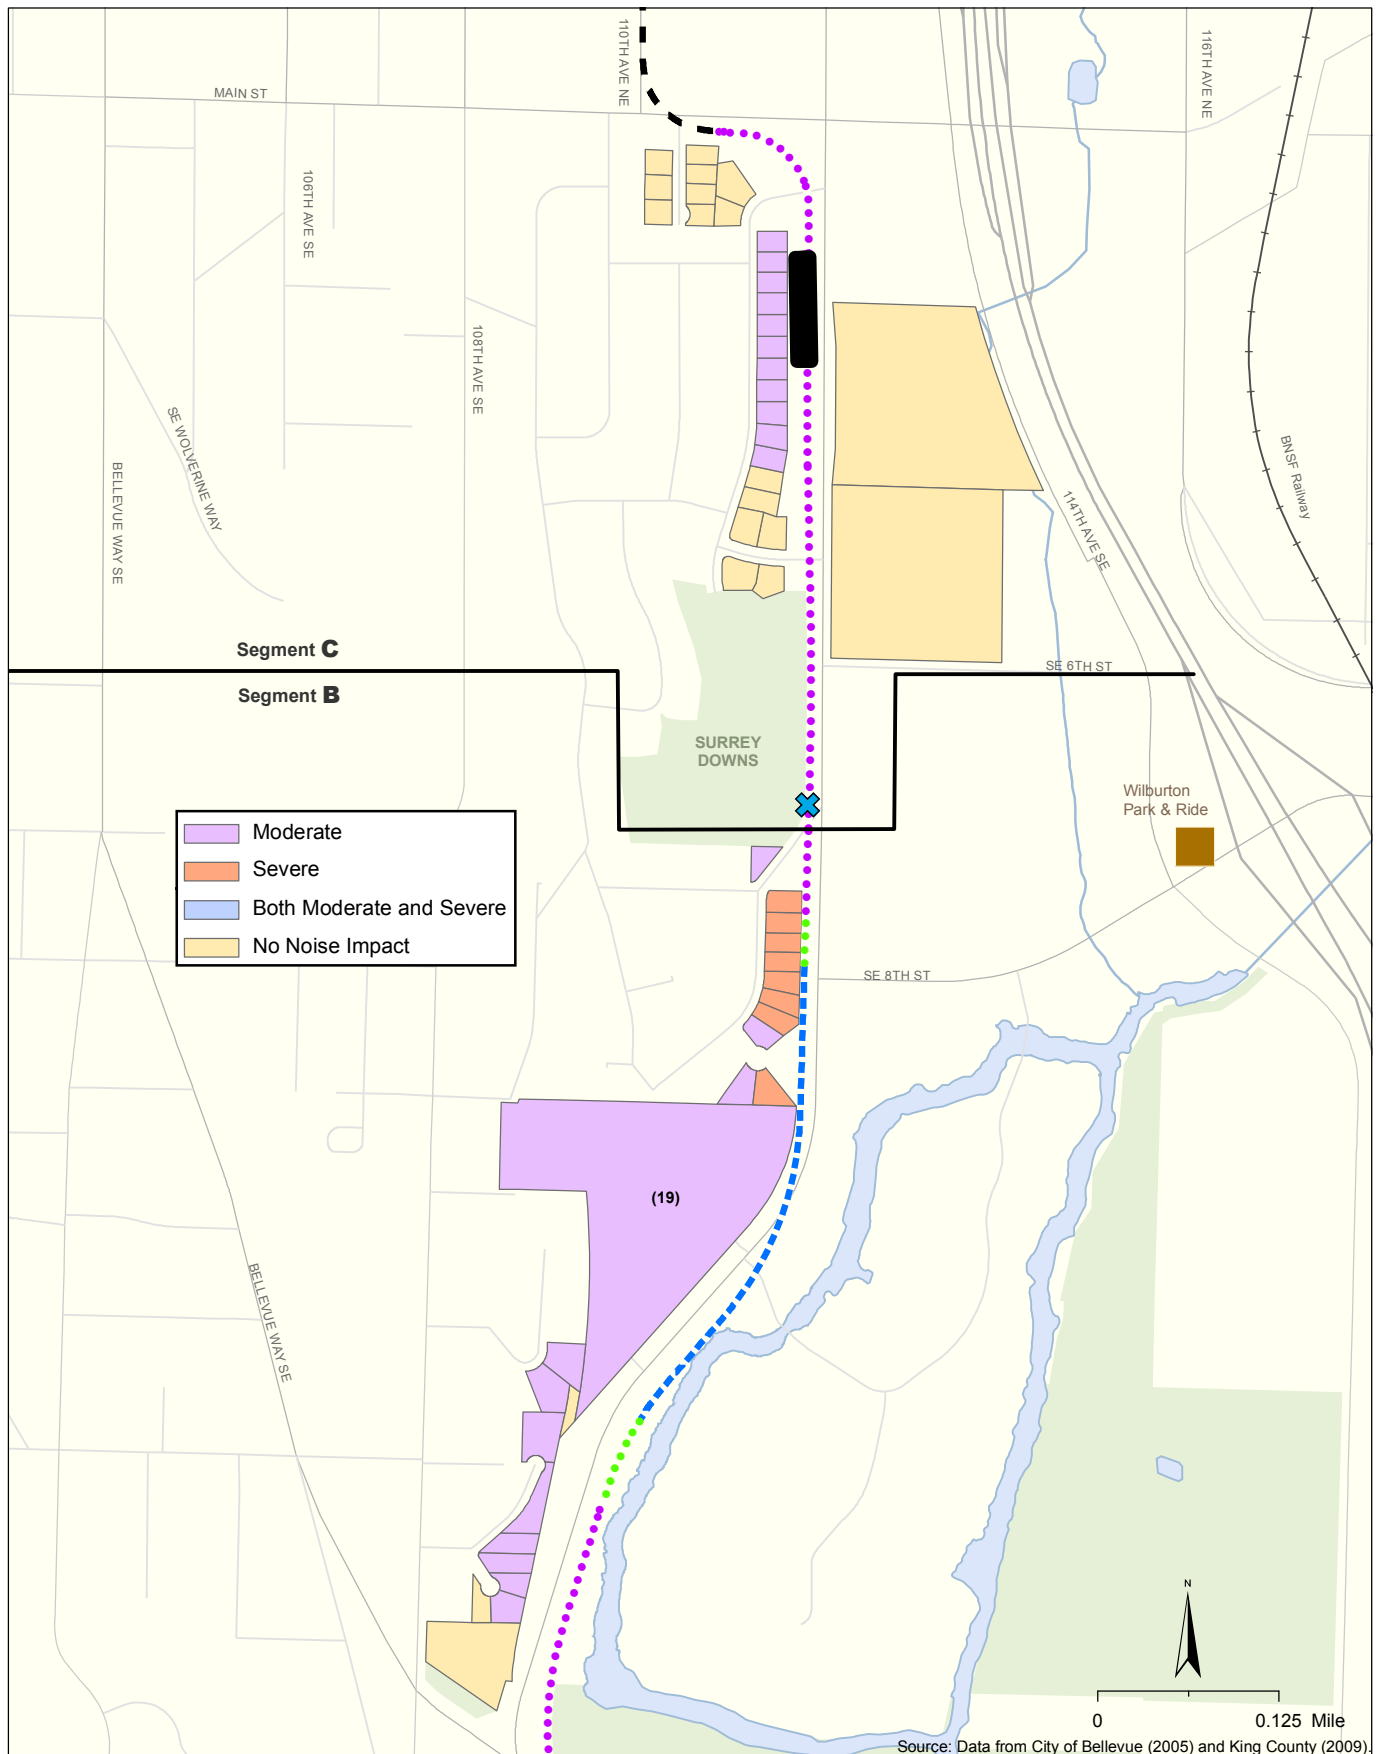 110TH AVE NE
116TH AVE NE
MAIN ST
106TH AVE SE
108TH AVE SE
SE WOLVERINE WAY
BELLEVUE WAY SE
BNSF Railway
114TH AVE SE
Segment C
SE 6TH ST
Segment B
SURREY
DOWNS
Wilburton
Park & Ride
Moderate
Severe
Both Moderate and Severe
No Noise Impact
SE 8TH ST
(19)
BELLEVUE WAY SE
N
0 0.125 Mile
Source: Data from City of Bellevue (2005) and King County (2009).